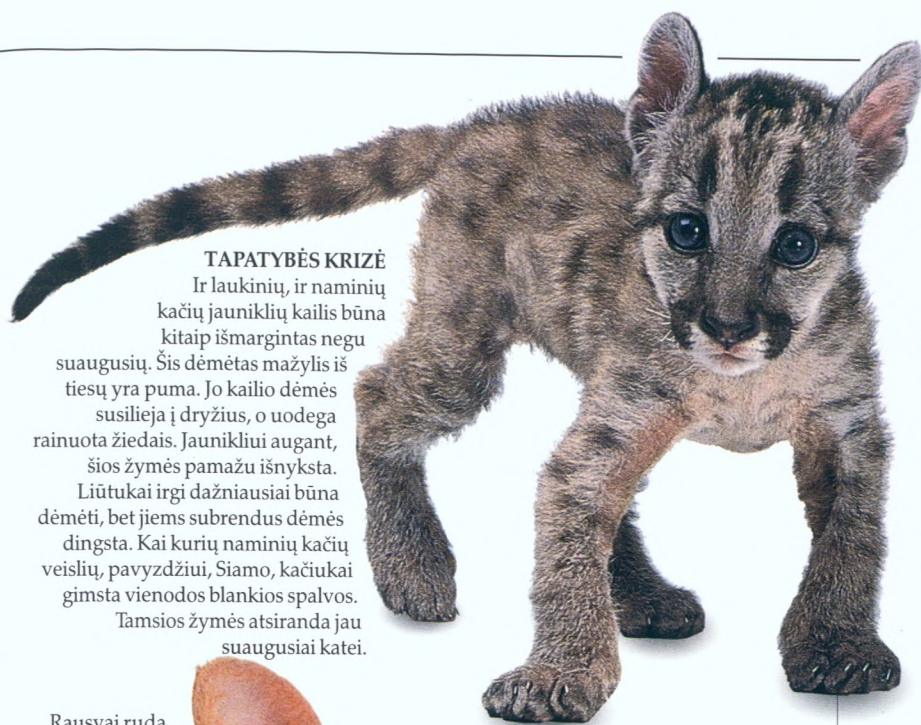 TAPATYBĖS KRIZĖ
Ir laukinių, ir naminių
kačių jauniklių kailis būna
kitaip išmargintas negu
suaugusių. Šis dėmėtas mažylis iš
tiesų yra puma. Jo kailio dėmės
susilieja į dryžius, o uodega
rainuota žiedais. Jaunikliui augant,
šios žymės pamažu išnyksta.
Liūtukai irgi dažniausiai būna
dėmėti, bet jiems subrendus dėmės
dingsta. Kai kurių naminių kačių
veislių, pavyzdžiui, Siamo, kačiukai
gimsta vienodos blankios spalvos.
Tamsios žymės atsiranda jau
suaugusiai katei.
Rausvai ruda